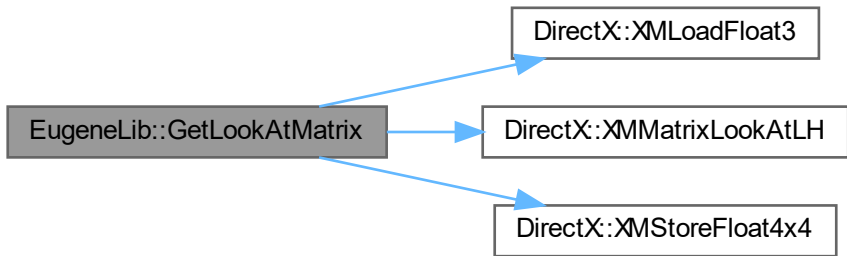 DirectX::XMLoadFloat3
EugeneLib::GetLookAtMatrix
DirectX::XMMatrixLookAtLH
DirectX::XMStoreFloat4x4